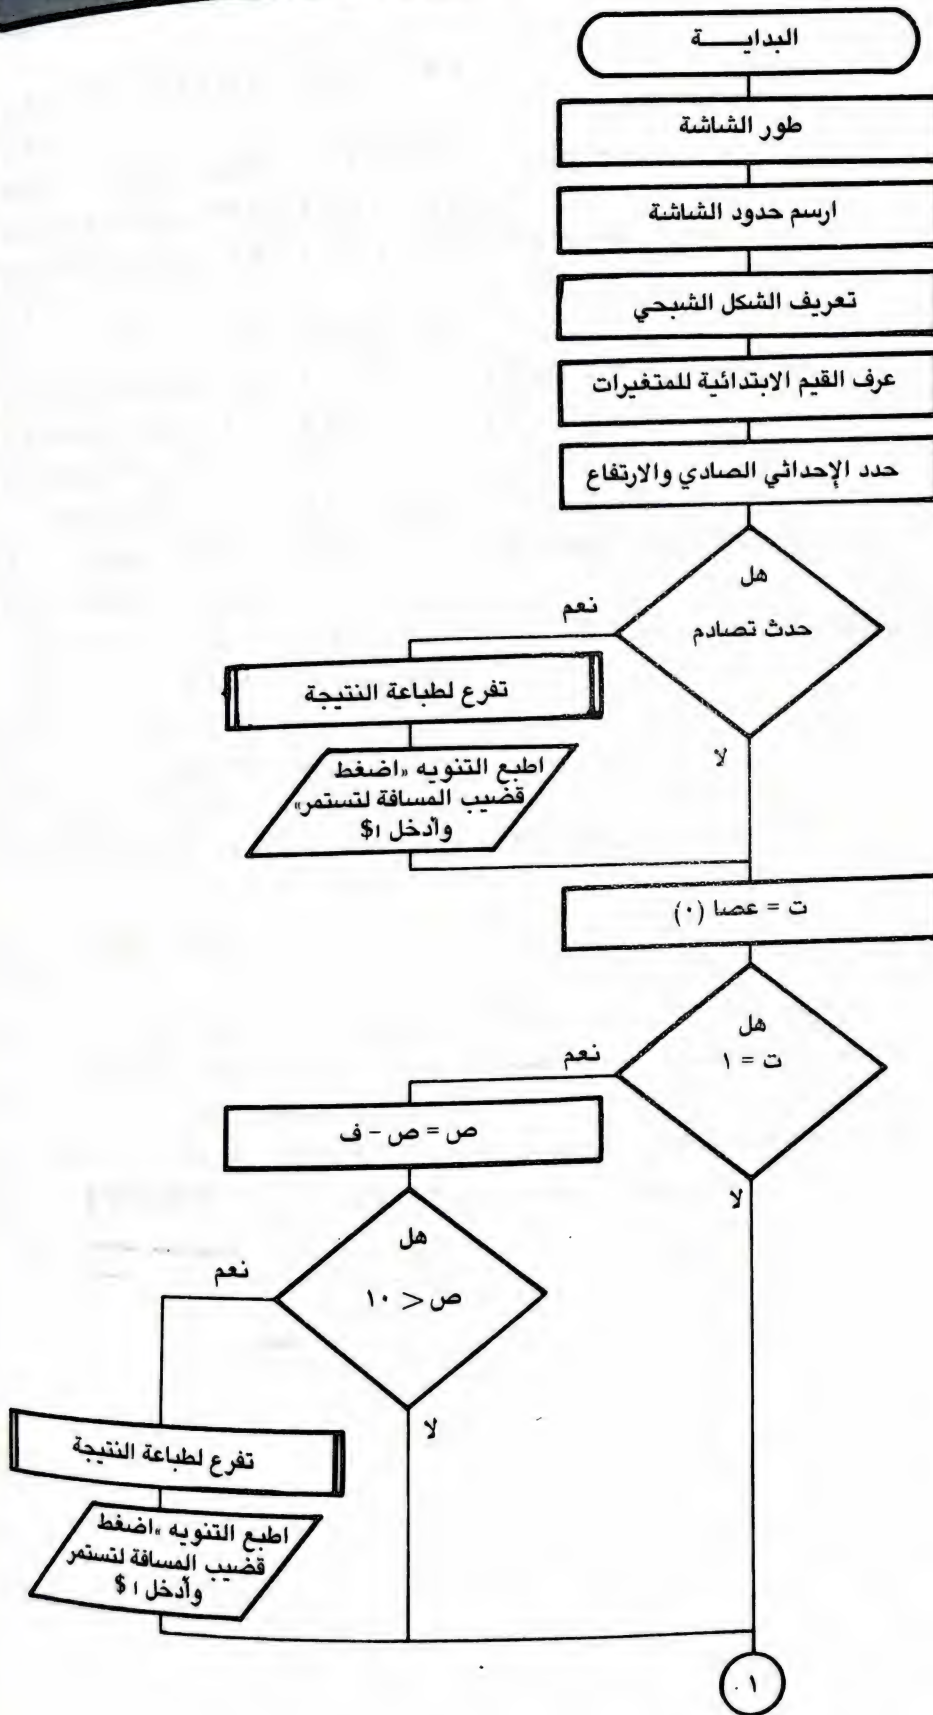 البدايــــة
طور الشاشة
ارسم حدود الشاشة
تعريف الشكل الشبحي
عرف القيم الابتدائية للمتغيرات
حدد الإحداثي الصادي والارتفاع
هل
حدث تصادم
نعم
تفرع لطباعة النتيجة
اطبع التنويه «اضغط
قضيب المسافة لتستمر»
وأدخل ا$
لا
ت = عصا (٠)
هل
ت = ١
نعم
ص = ص - ف
لا
هل
ص < ١٠
نعم
لا
تفرع لطباعة النتيجة
اطبع التنويه «اضغط
قضيب المسافة لتستمر
وأدخل ا $
١